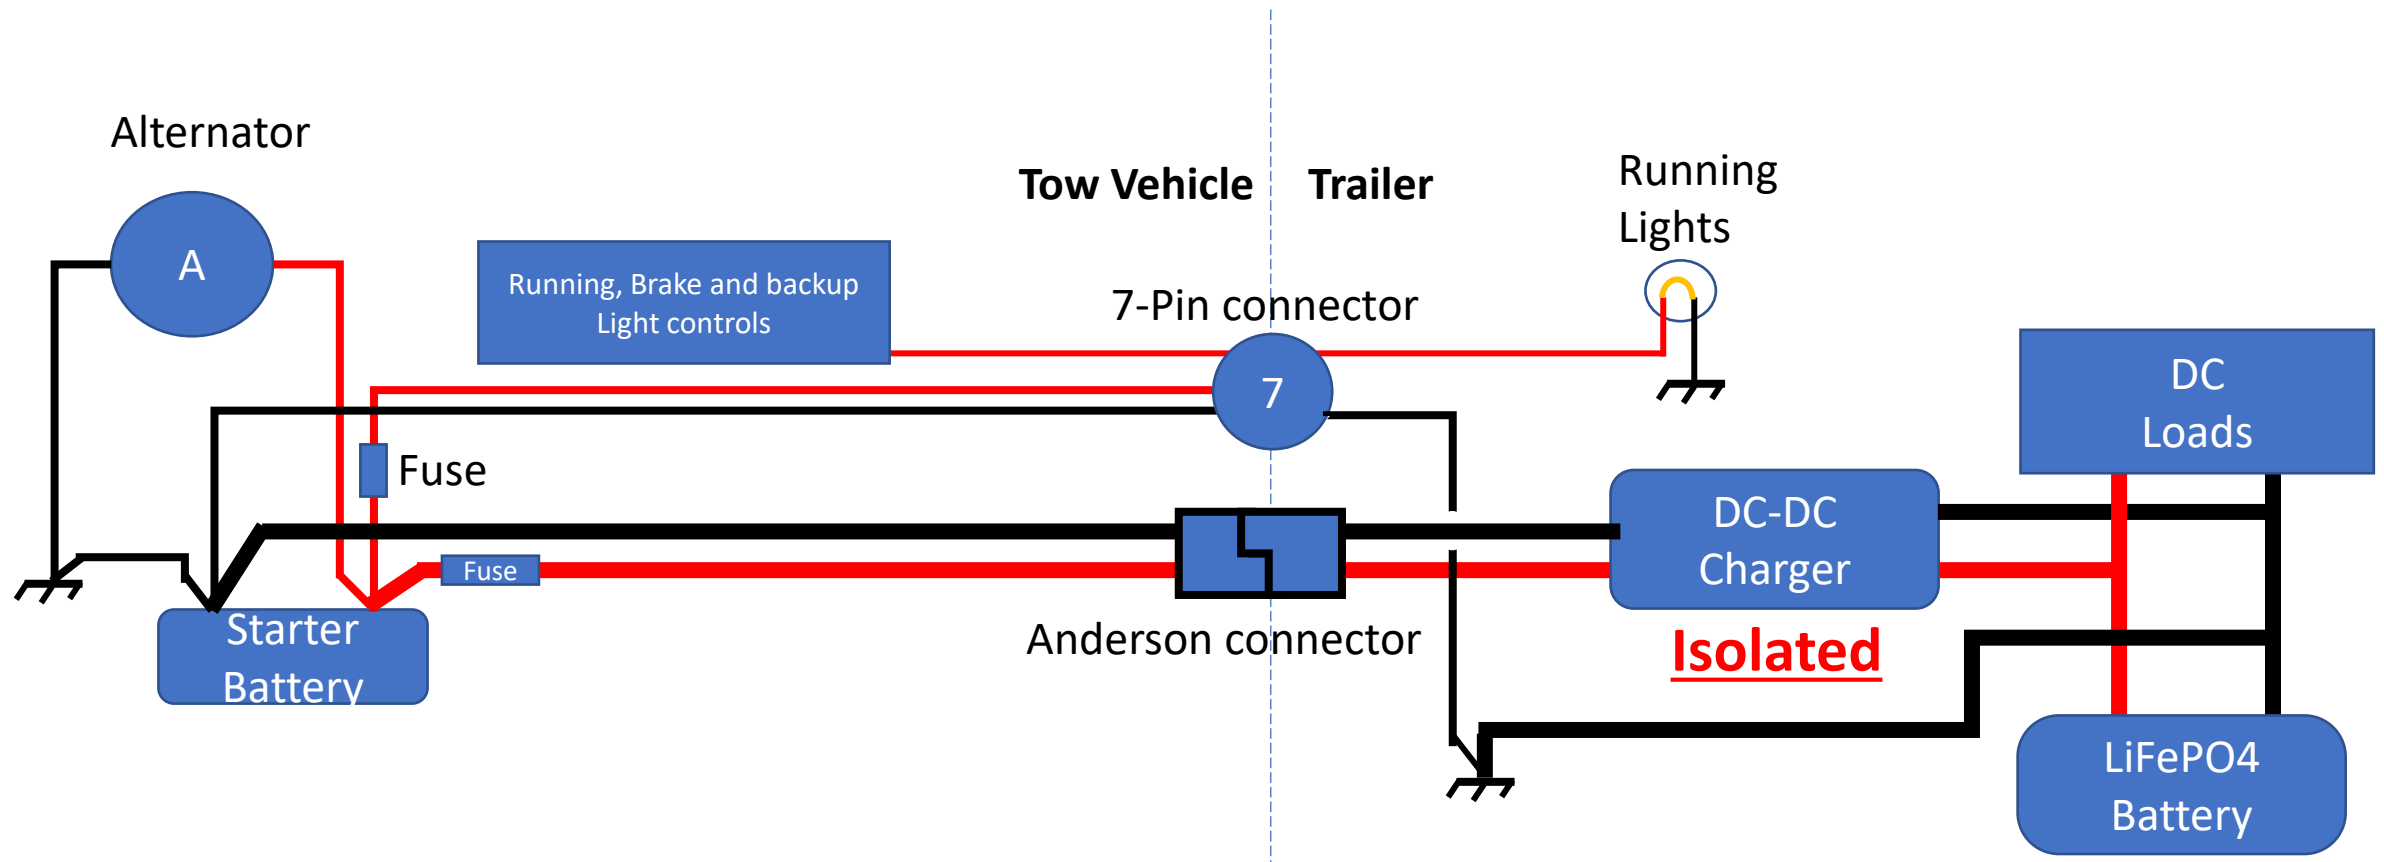 Alternator
A
Tow Vehicle
Trailer
Running
Lights
Running, Brake and backup
Light controls
7-Pin connector
7
Fuse
DC
Loads
DC-DC
Charger
Fuse
Isolated
Anderson connector
Starter
Battery
LiFePO4
Battery